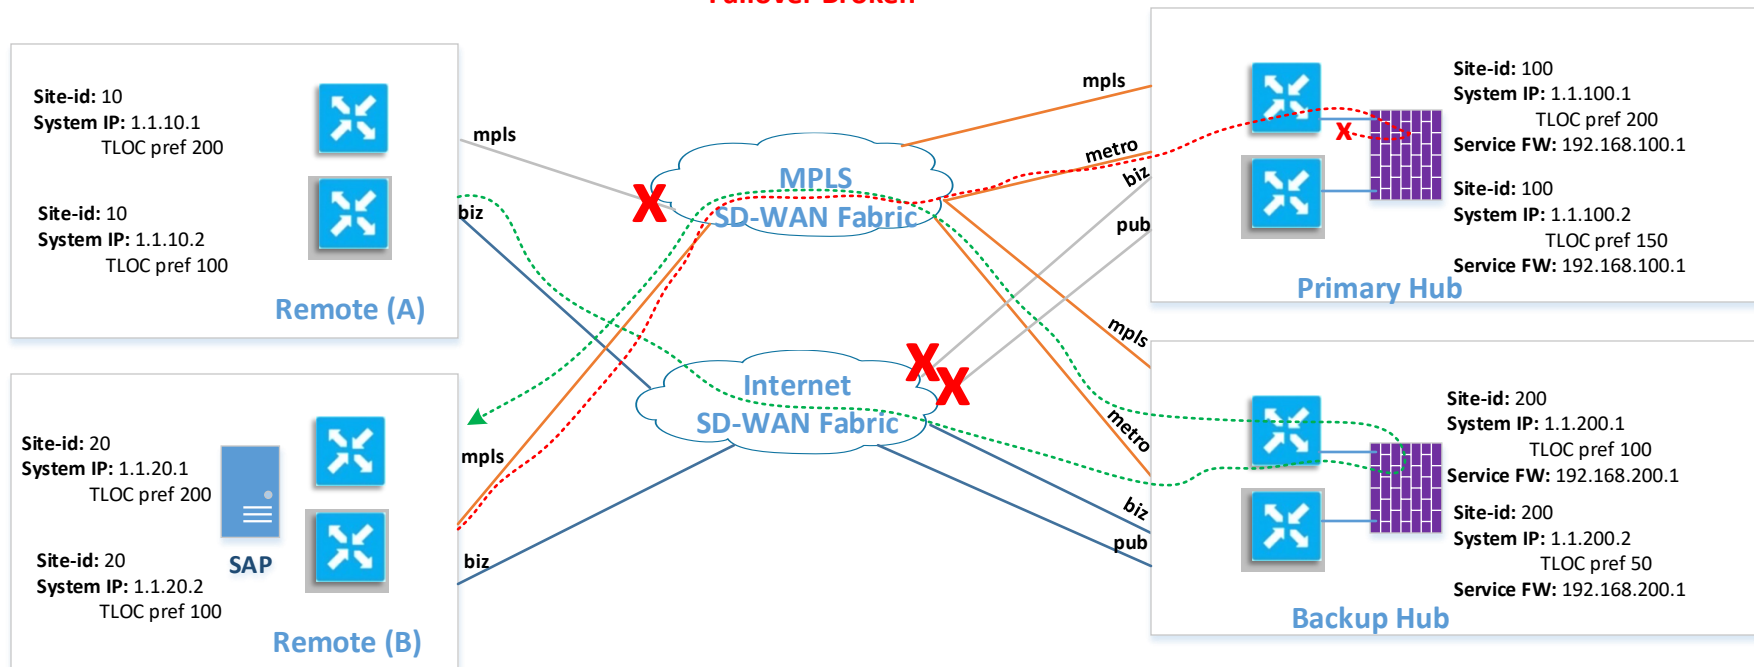 Failover Broken
Site-id: 10
System IP: 1.1.10.1
TLOC pref 200
Site-id: 10
System IP: 1.1.10.2
TLOC pref 100
Remote (A)
mpls
biz
MPLS
SD-WAN Fabric
mpls
metro
biz
pub
Site-id: 100
System IP: 1.1.100.1
TLOC pref 200
Service FW: 192.168.100.1
Site-id: 100
System IP: 1.1.100.2
TLOC pref 150
Service FW: 192.168.100.1
Primary Hub
X
X
Site-id: 20
System IP: 1.1.20.1
TLOC pref 200
SAP
Site-id: 20
System IP: 1.1.20.2
TLOC pref 100
Remote (B)
mpls
biz
Internet
SD-WAN Fabric
X
X
mpls
metro
biz
pub
Site-id: 200
System IP: 1.1.200.1
TLOC pref 100
Service FW: 192.168.200.1
Site-id: 200
System IP: 1.1.200.2
TLOC pref 50
Service FW: 192.168.200.1
Backup Hub